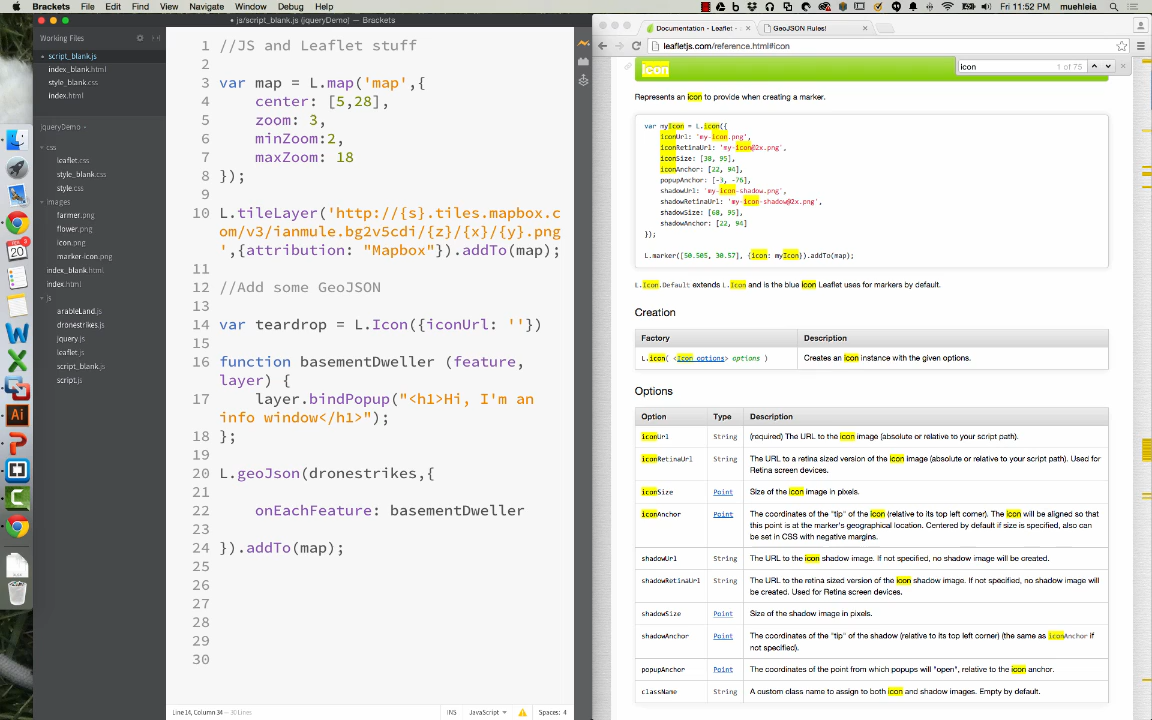 Brackets File Edit Find View Navigate Window Debug Help
Fri 11:52 PM muehleia
js/script_blank.js (jqueryDemo) — Brackets
Working Files
script_blank.js
index_blank.html
style_blank.css
index.html
jqueryDemo
css
leaflet.css
style_blank.css
style.css
images
farmer.png
flower.png
icon.png
marker-icon.png
index_blank.html
index.html
js
arableLand.js
dronestrikes.js
jquery.js
leaflet.js
script_blank.js
script.js
1 //JS and Leaflet stuff
2
3 var map = L.map('map',{
4 center: [5,28],
5 zoom: 3,
6 minZoom:2,
7 maxZoom: 18
8 });
9
10 L.tileLayer('http://{s}.tiles.mapbox.c
om/v3/ianmule.bg2v5cdi/{z}/{x}/{y}.png
',{attribution: "Mapbox"}).addTo(map);
11
12 //Add some GeoJSON
13
14 var teardrop = L.Icon({iconUrl: ''})
15
16 function basementDweller (feature,
layer) {
17 layer.bindPopup("<h1>Hi, I'm an
info window</h1>");
18 };
19
20 L.geoJson(dronestrikes,{
21
22 onEachFeature: basementDweller
23
24 }).addTo(map);
25
26
27
28
29
30
Line 14, Column 34 — 30 Lines
INS JavaScript Spaces: 4
Documentation - Leaflet - GeoJSON Rules!
leafletjs.com/reference.html#icon
icon 1 of 75
Icon
Represents an icon to provide when creating a marker.
var myIcon = L.icon({
iconUrl: 'my-icon.png',
iconRetinaUrl: 'my-icon@2x.png',
iconSize: [38, 95],
iconAnchor: [22, 94],
popupAnchor: [-3, -76],
shadowUrl: 'my-icon-shadow.png',
shadowRetinaUrl: 'my-icon-shadow@2x.png',
shadowSize: [68, 95],
shadowAnchor: [22, 94]
});
L.marker([50.505, 30.57], {icon: myIcon}).addTo(map);
L.Icon.Default extends L.Icon and is the blue icon Leaflet uses for markers by default.
Creation
Factory Description
L.icon( <Icon options> options ) Creates an icon instance with the given options.
Options
Option Type Description
iconUrl String (required) The URL to the icon image (absolute or relative to your script path).
iconRetinaUrl String The URL to a retina sized version of the icon image (absolute or relative to your script path). Used for
Retina screen devices.
iconSize Point Size of the icon image in pixels.
iconAnchor Point The coordinates of the "tip" of the icon (relative to its top left corner). The icon will be aligned so that
this point is at the marker's geographical location. Centered by default if size is specified, also can
be set in CSS with negative margins.
shadowUrl String The URL to the icon shadow image. If not specified, no shadow image will be created.
shadowRetinaUrl String The URL to the retina sized version of the icon shadow image. If not specified, no shadow image will
be created. Used for Retina screen devices.
shadowSize Point Size of the shadow image in pixels.
shadowAnchor Point The coordinates of the "tip" of the shadow (relative to its top left corner) (the same as iconAnchor if
not specified).
popupAnchor Point The coordinates of the point from which popups will "open", relative to the icon anchor.
className String A custom class name to assign to both icon and shadow images. Empty by default.